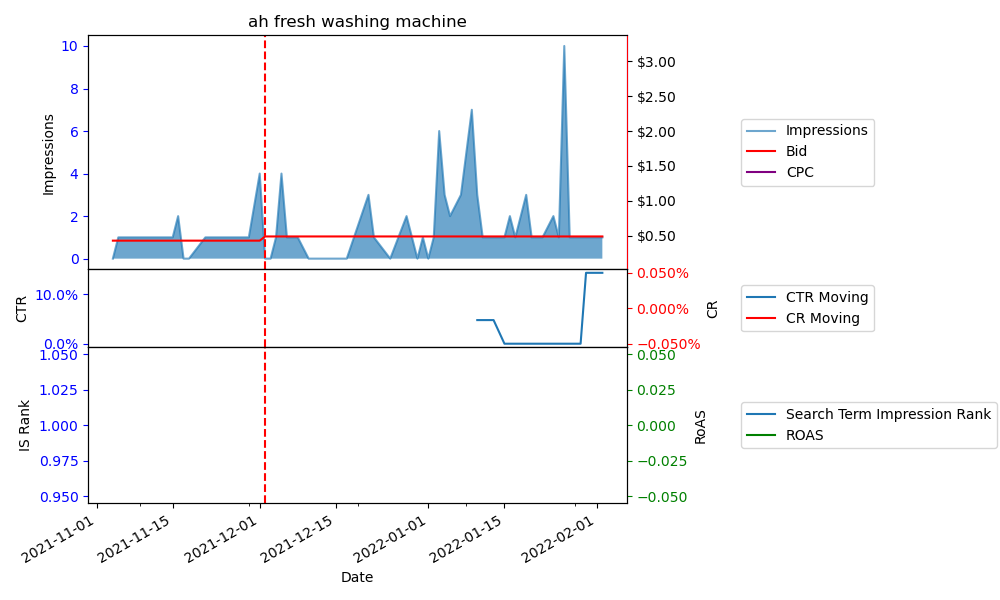 ah fresh washing machine
10
8
6
4
2
0
Impressions
$3.00
$2.50
$2.00
$1.50
$1.00
$0.50
Impressions
Bid
CPC
10.0%
0.0%
CTR
0.050%
0.000%
−0.050%
CR
CTR Moving
CR Moving
1.050
1.025
1.000
0.975
0.950
IS Rank
0.050
0.025
0.000
−0.025
−0.050
RoAS
Search Term Impression Rank
ROAS
2021-11-01
2021-11-15
2021-12-01
2021-12-15
2022-01-01
2022-01-15
2022-02-01
Date